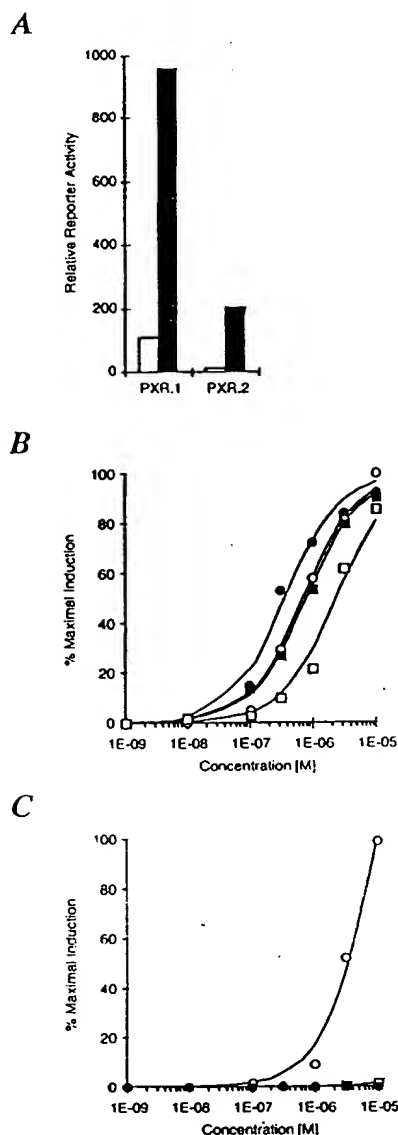 A
1000
800
600
400
200
0
Relative Reporter Activity
PXR.1 PXR.2
B
100
80
60
40
20
0
% Maximal Induction
1E-09 1E-08 1E-07 1E-06 1E-05
Concentration [M]
C
100
80
60
40
20
0
% Maximal Induction
1E-09 1E-08 1E-07 1E-06 1E-05
Concentration [M]